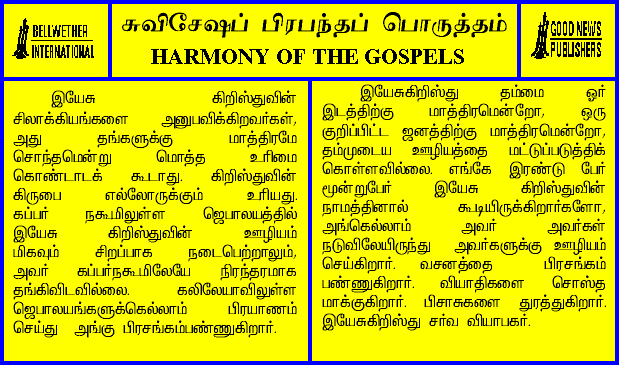 BELLWETHER
INTERNATIONAL
சுவிசேஷப் பிரபந்தப் பொருத்தம்
HARMONY OF THE GOSPELS
GOOD NEWS
PUBLISHERS
இயேசு கிறிஸ்துவின்
சிலாக்கியங்களை அனுபவிக்கிறவர்கள்,
அது தங்களுக்கு மாத்திரமே
சொந்தமென்று மொத்த உரிமை
கொண்டாடக் கூடாது. கிறிஸ்துவின்
கிருபை எல்லோருக்கும் உரியது.
கப்பர் நகூமிலுள்ள ஜெபாலயத்தில்
இயேசு கிறிஸ்துவின் ஊழியம்
மிகவும் சிறப்பாக நடைபெற்றாலும்,
அவர் கப்பர்நகூமிலேயே நிரந்தரமாக
தங்கிவிடவில்லை. கலிலேயாவிலுள்ள
ஜெபாலயங்களுக்கெல்லாம் பிரயாணம்
செய்து அங்கு பிரசங்கம்பண்ணுகிறார்.
இயேசுகிறிஸ்து தம்மை ஓர்
இடத்திற்கு மாத்திரமென்றோ, ஒரு
குறிப்பிட்ட ஜனத்திற்கு மாத்திரமென்றோ,
தம்முடைய ஊழியத்தை மட்டுப்படுத்திக்
கொள்ளவில்லை. எங்கே இரண்டு பேர்
மூன்றுபேர் இயேசு கிறிஸ்துவின்
நாமத்தினால் கூடியிருக்கிறார்களோ,
அங்கெல்லாம் அவர் அவர்கள்
நடுவிலேயிருந்து அவர்களுக்கு ஊழியம்
செய்கிறார். வசனத்தை பிரசங்கம்
பண்ணுகிறார். வியாதிகளை சொஸ்த
மாக்குகிறார். பிசாசுகளை துரத்துகிறார்.
இயேசுகிறிஸ்து சர்வ வியாபகர்.